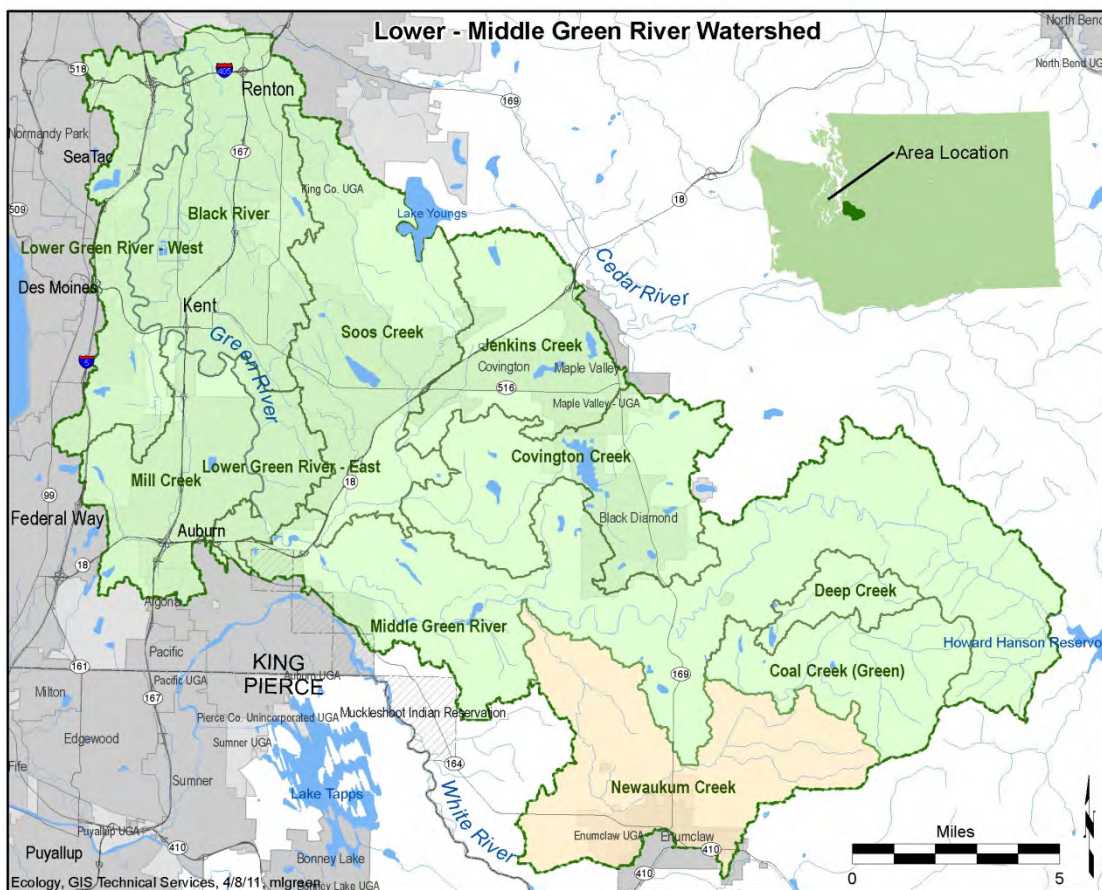 Lower - Middle Green River Watershed
North Bend
North Bend UG
518
405
Renton
169
Normandy Park
SeaTac
167
Area Location
King Co. UGA
18
509
Black River
Lake Youngs
Lower Green River - West
Cedar River
Des Moines
Kent
Soos Creek
Green River
Jenkins Creek
5
Covington
Maple Valley
516
Maple Valley - UGA
Covington Creek
Lower Green River - East
Mill Creek
18
99
Federal Way
Black Diamond
Auburn
18
Deep Creek
Algona
Middle Green River
Howard Hanson Reservo
Pacific
KING
161
Auburn UGA
169
Coal Creek (Green)
PIERCE
Pacific UGA
Milton
167
Muckleshoot Indian Reservation
Pierce Co. Unincorporated UGA
Edgewood
Sumner UGA
164
Fife
Sumner
Newaukum Creek
Lake Tapps
White River
N
Puyallup UGA
Enumclaw UGA
Enumclaw
Miles
410
410
Puyallup
Bonney Lake
410
0
5
Ecology, GIS Technical Services, 4/8/11, mlgreen
Bonney Lake UGA